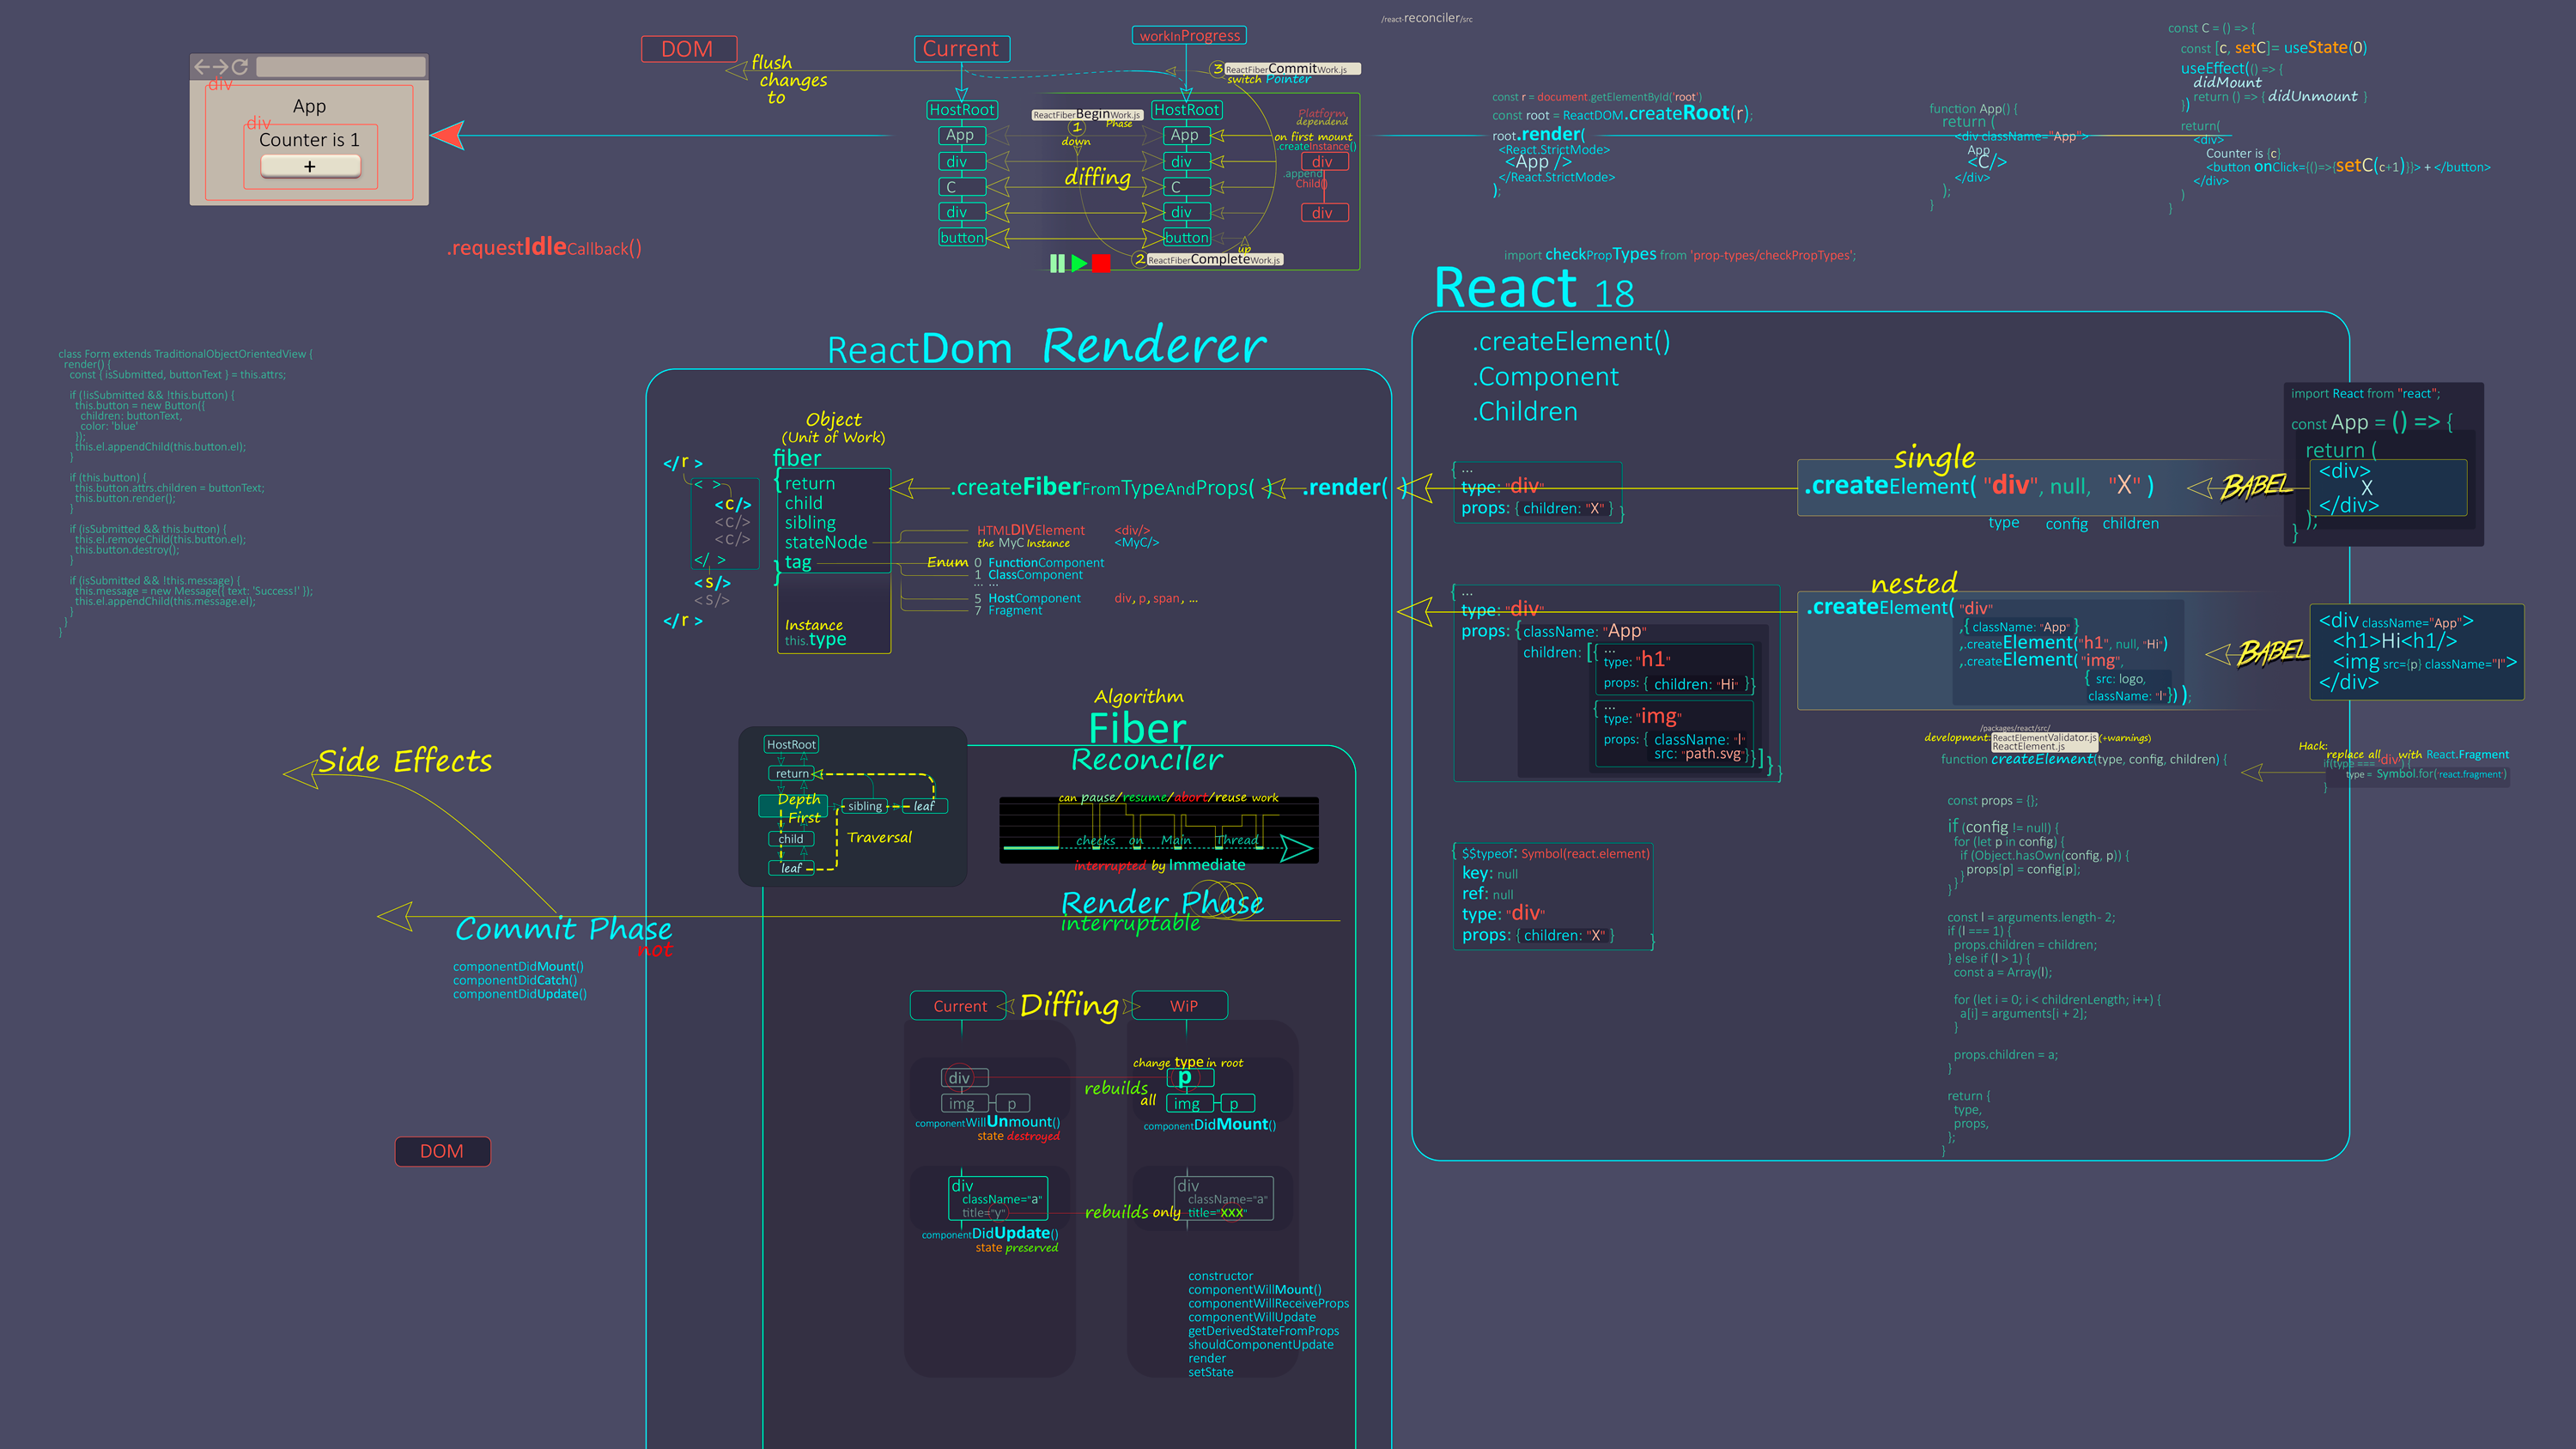 /react-reconciler/src
DOM
flush
changes
to
Current
workInProgress
3 ReactFiberCommitWork.js
switch Pointer
HostRoot
App
div
C
div
button
ReactFiberBeginWork.js
1 Phase
down
diffing
HostRoot
App
div
C
div
button
up
2 ReactFiberCompleteWork.js
Platform
dependend
on first mount
.createInstance()
div
.append
Child()
div
div
App
div
Counter is 1
+
.requestIdleCallback()
const r = document.getElementById('root')
const root = ReactDOM.createRoot(r);
root.render(
<React.StrictMode>
<App />
</React.StrictMode>
);
function App() {
return (
<div className="App">
App
<C/>
</div>
);
}
const C = () => {
const [c, setC]= useState(0)
useEffect(() => {
didMount
return () => { didUnmount }
})
return(
<div>
Counter is {c}
<button onClick={()=>{setC(c+1)}}> + </button>
</div>
)
}
import checkPropTypes from 'prop-types/checkPropTypes';
React 18
.createElement()
.Component
.Children
import React from "react";
const App = () => {
return (
<div>
X
</div>
);
}
BABEL
single
.createElement( "div", null, "X" )
type config children
{ ...
type: "div"
props: { children: "X" } }
nested
.createElement( "div"
,{ className: "App" }
,.createElement("h1", null, "Hi")
,.createElement( "img",
{ src: logo,
className: "l"}) );
BABEL
<div className="App">
<h1>Hi<h1/>
<img src={p} className="l">
</div>
{ ...
type: "div"
props: { className: "App"
children: [{ ...
type: "h1"
props: { children: "Hi" }}
{ ...
type: "img"
props: { className: "l"
src: "path.svg" }}] } }
/packages/react/src/
development: ReactElementValidator.js (+warnings)
ReactElement.js
function createElement(type, config, children) {
Hack:
replace all "div" with React.Fragment
if(type === 'div') {
type = Symbol.for('react.fragment')
}
const props = {};
if (config != null) {
for (let p in config) {
if (Object.hasOwn(config, p)) {
props[p] = config[p];
}
}
}
const l = arguments.length- 2;
if (l === 1) {
props.children = children;
} else if (l > 1) {
const a = Array(l);
for (let i = 0; i < childrenLength; i++) {
a[i] = arguments[i + 2];
}
props.children = a;
}
return {
type,
props,
};
}
{ $$typeof: Symbol(react.element)
key: null
ref: null
type: "div"
props: { children: "X" } }
ReactDom Renderer
Object
(Unit of Work)
fiber
{ return
child
sibling
stateNode
tag
}
Instance
this.type
.createFiberFromTypeAndProps( )
.render( )
HTMLDIVElement <div/>
the MyC Instance <MyC/>
Enum 0 FunctionComponent
1 ClassComponent
... ...
5 HostComponent div, p, span, ...
7 Fragment
</r >
< >
<c/>
<C/>
<C/>
</ >
<s/>
<S/>
</r >
class Form extends TraditionalObjectOrientedView {
render() {
const { isSubmitted, buttonText } = this.attrs;
if (!isSubmitted && !this.button) {
this.button = new Button({
children: buttonText,
color: 'blue'
});
this.el.appendChild(this.button.el);
}
if (this.button) {
this.button.attrs.children = buttonText;
this.button.render();
}
if (isSubmitted && this.button) {
this.el.removeChild(this.button.el);
this.button.destroy();
}
if (isSubmitted && !this.message) {
this.message = new Message({ text: 'Success!' });
this.el.appendChild(this.message.el);
}
}
}
Algorithm
Fiber
Reconciler
HostRoot
return
Depth
First
sibling
leaf
child
leaf
Traversal
can pause/resume/abort/reuse work
checks on Main Thread
interrupted by Immediate
Render Phase
interruptable
Side Effects
Commit Phase
not
componentDidMount()
componentDidCatch()
componentDidUpdate()
DOM
Current
Diffing
WiP
div
img
p
componentWillUnmount()
state destroyed
change type in root
rebuilds
all
p
img
p
componentDidMount()
div
className="a"
title="y"
componentDidUpdate()
state preserved
rebuilds only
div
className="a"
title="XXX"
constructor
componentWillMount()
componentWillReceiveProps
componentWillUpdate
getDerivedStateFromProps
shouldComponentUpdate
render
setState